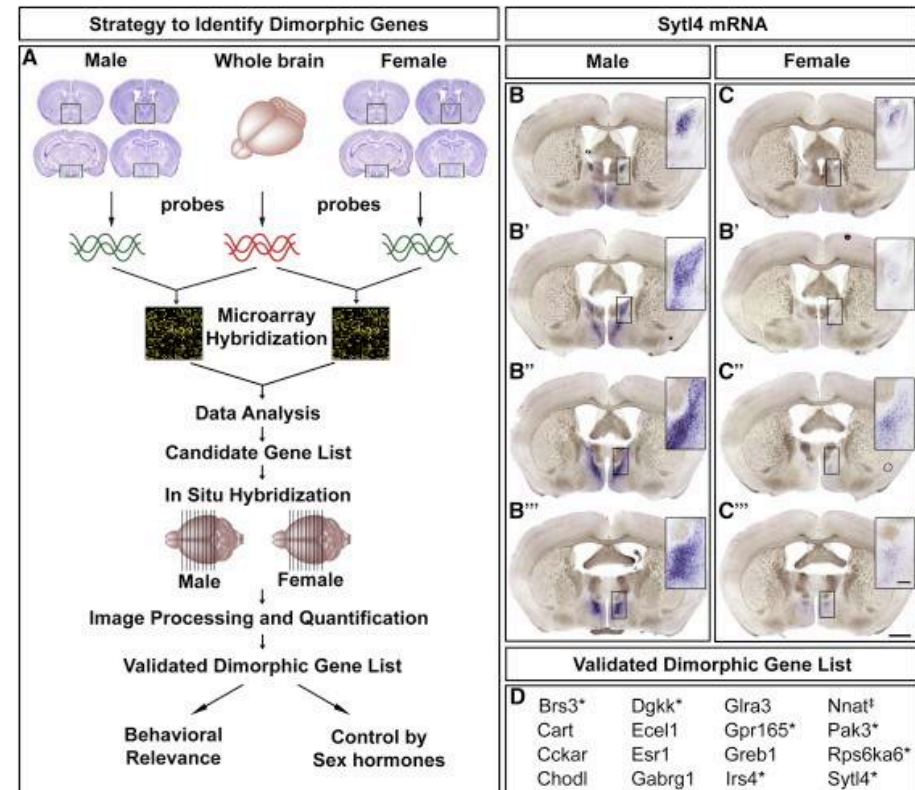 Strategy to Identify Dimorphic Genes
A
Male
Whole brain
Female
probes
probes
Microarray
Hybridization
Data Analysis
Candidate Gene List
In Situ Hybridization
Male
Female
Image Processing and Quantification
Validated Dimorphic Gene List
Behavioral
Relevance
Control by
Sex hormones
Sytl4 mRNA
Male
Female
B
C
B'
B'
B''
C''
B'''
C'''
Validated Dimorphic Gene List
D
Brs3* Dgkk* Glra3 Nnat‡
Cart Ecel1 Gpr165* Pak3*
Cckar Esr1 Greb1 Rps6ka6*
Chodl Gabrg1 Irs4* Sytl4*